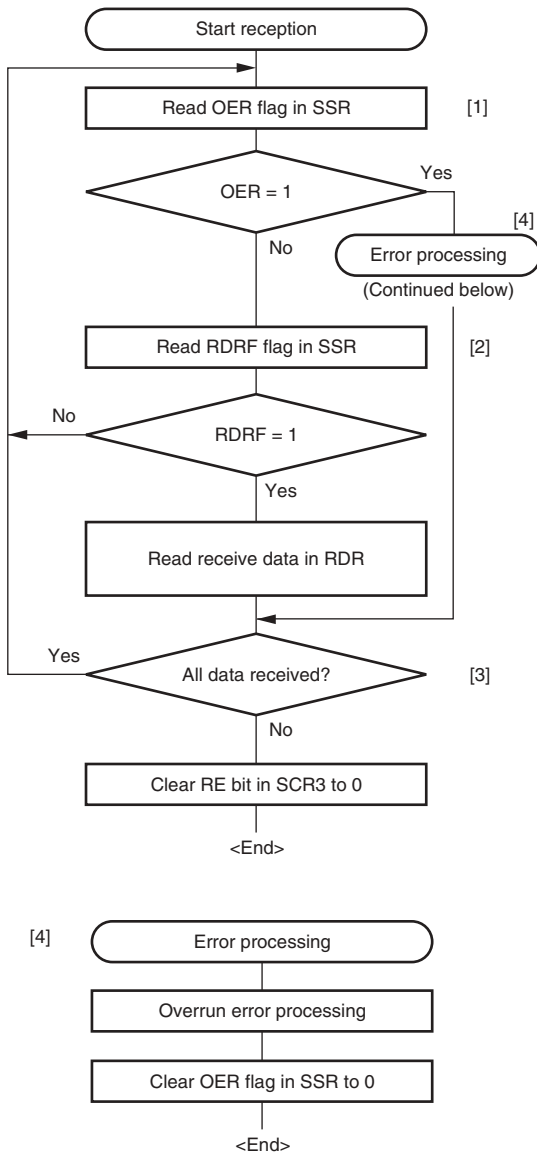 Start reception
Read OER flag in SSR
[1]
OER = 1
Yes
[4]
No
Error processing
(Continued below)
Read RDRF flag in SSR
[2]
No
RDRF = 1
Yes
Read receive data in RDR
Yes
All data received?
[3]
No
Clear RE bit in SCR3 to 0
<End>
[4]
Error processing
Overrun error processing
Clear OER flag in SSR to 0
<End>